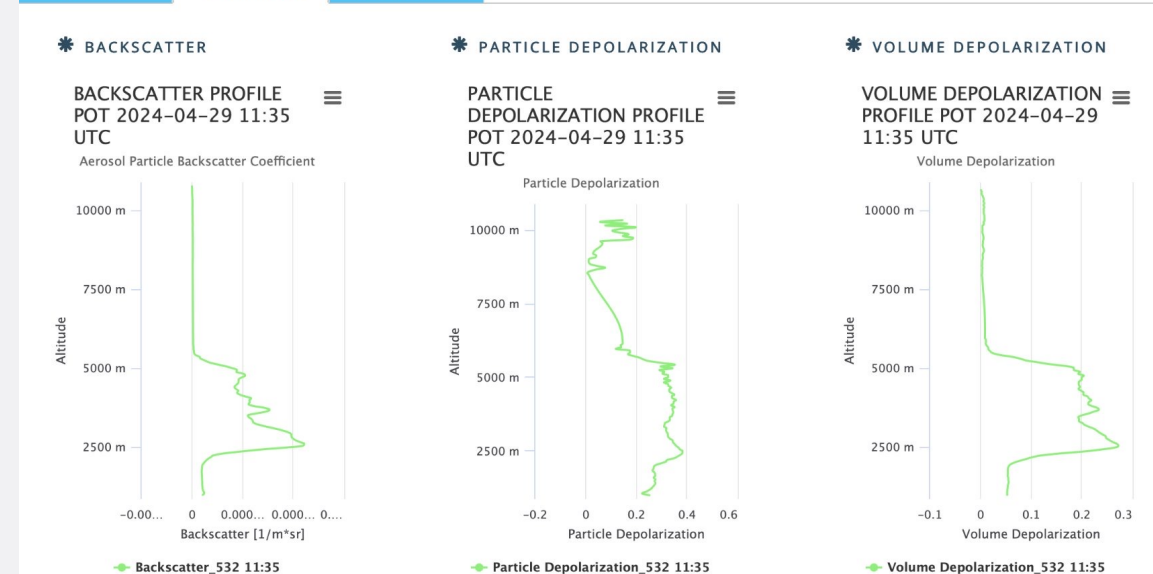 BACKSCATTER
BACKSCATTER PROFILE
POT 2024-04-29 11:35
UTC
Aerosol Particle Backscatter Coefficient
10000 m
7500 m
5000 m
2500 m
Altitude
-0.00... 0 0.000... 0.000... 0....
Backscatter [1/m*sr]
Backscatter_532 11:35
PARTICLE DEPOLARIZATION
PARTICLE
DEPOLARIZATION PROFILE
POT 2024-04-29 11:35
UTC
Particle Depolarization
10000 m
7500 m
5000 m
2500 m
Altitude
-0.2 0 0.2 0.4 0.6
Particle Depolarization
Particle Depolarization_532 11:35
VOLUME DEPOLARIZATION
VOLUME DEPOLARIZATION
PROFILE POT 2024-04-29
11:35 UTC
Volume Depolarization
10000 m
7500 m
5000 m
2500 m
Altitude
-0.1 0 0.1 0.2 0.3
Volume Depolarization
Volume Depolarization_532 11:35